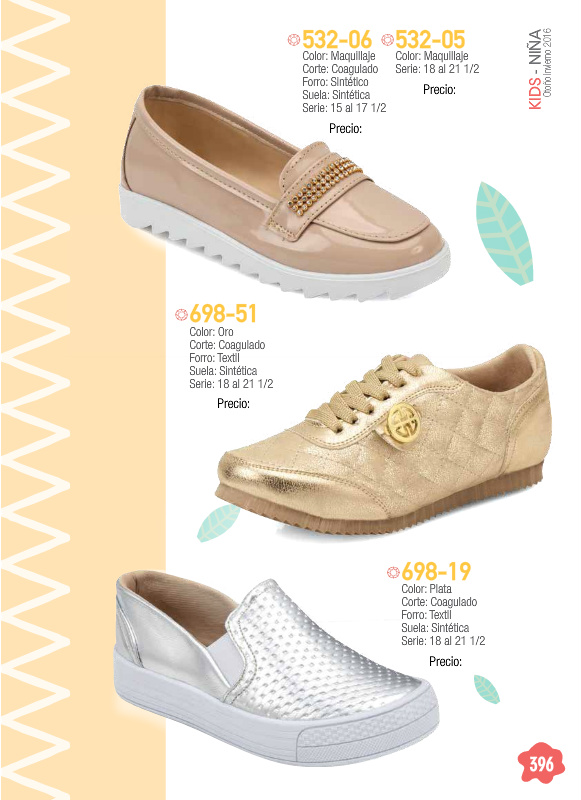 532-06
Color: Maquillaje
Corte: Coagulado
Forro: Sintético
Suela: Sintética
Serie: 15 al 17 1/2
Precio:
532-05
Color: Maquillaje
Serie: 18 al 21 1/2
Precio:
KIDS - NIÑA
Otoño Invierno 2016
698-51
Color: Oro
Corte: Coagulado
Forro: Textil
Suela: Sintética
Serie: 18 al 21 1/2
Precio:
698-19
Color: Plata
Corte: Coagulado
Forro: Textil
Suela: Sintética
Serie: 18 al 21 1/2
Precio:
396